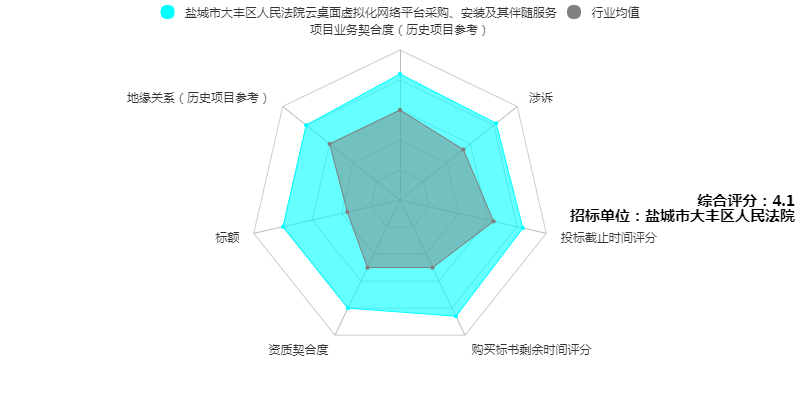 盐城市大丰区人民法院云桌面虚拟化网络平台采购、安装及其伴随服务 行业均值
项目业务契合度（历史项目参考）
地缘关系（历史项目参考） 涉诉
综合评分：4.1
招标单位：盐城市大丰区人民法院
标额 投标截止时间评分
资质契合度 购买标书剩余时间评分